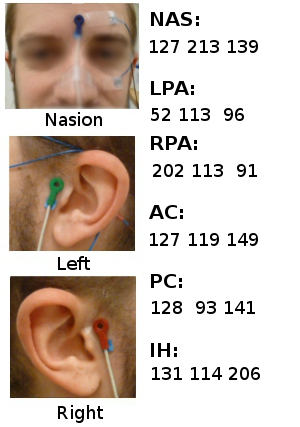 Nasion
Left
Right
NAS:
127 213 139
LPA:
52 113 96
RPA:
202 113 91
AC:
127 119 149
PC:
128 93 141
IH:
131 114 206